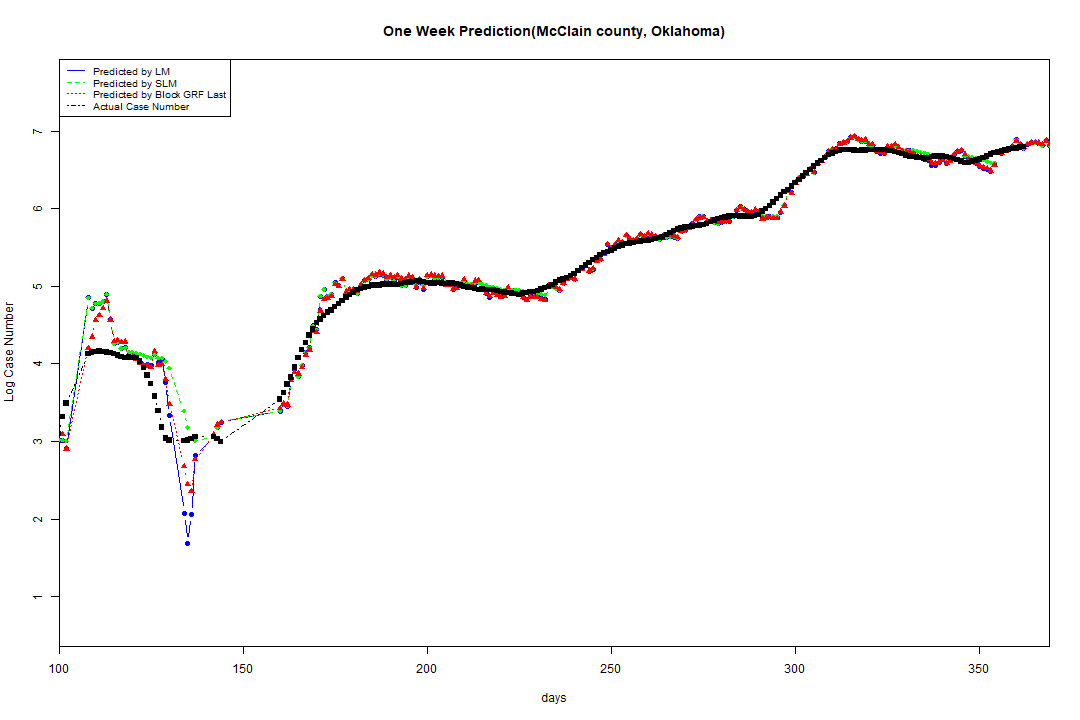 One Week Prediction(McClain county, Oklahoma)
Predicted by LM
Predicted by SLM
Predicted by Block GRF Last
Actual Case Number
Log Case Number
7
6
5
4
3
2
1
100 150 200 250 300 350
days